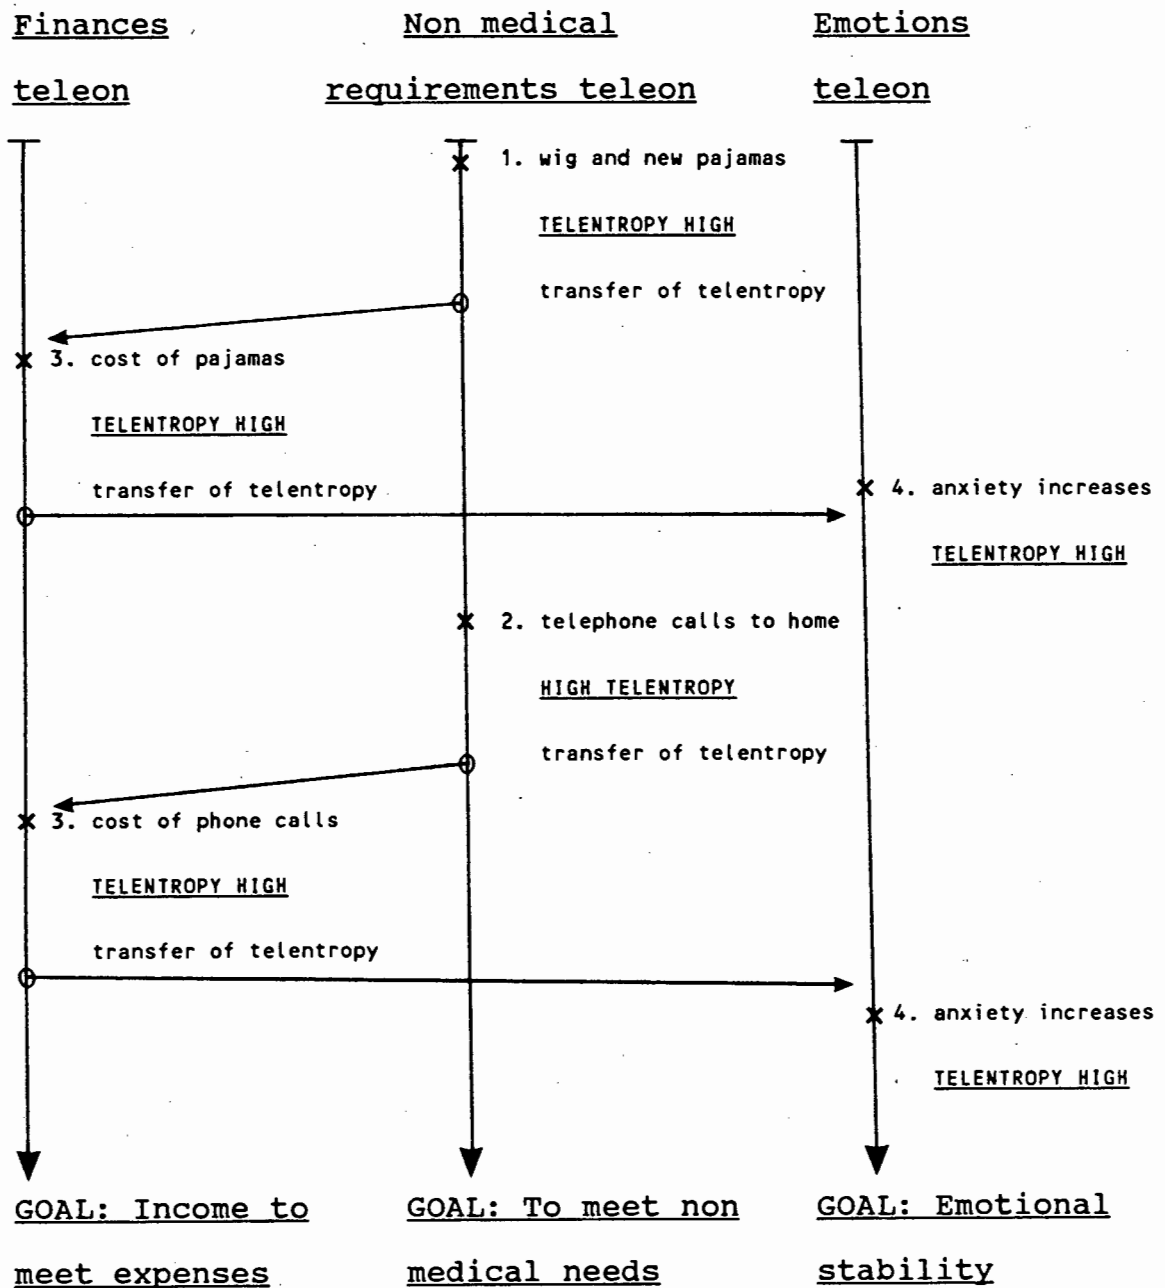 Finances
teleon
Non medical
requirements teleon
Emotions
teleon
1. wig and new pajamas
TELENTROPY HIGH
transfer of telentropy
3. cost of pajamas
TELENTROPY HIGH
transfer of telentropy
4. anxiety increases
TELENTROPY HIGH
2. telephone calls to home
HIGH TELENTROPY
transfer of telentropy
3. cost of phone calls
TELENTROPY HIGH
transfer of telentropy
4. anxiety increases
TELENTROPY HIGH
GOAL: Income to
meet expenses
GOAL: To meet non
medical needs
GOAL: Emotional
stability